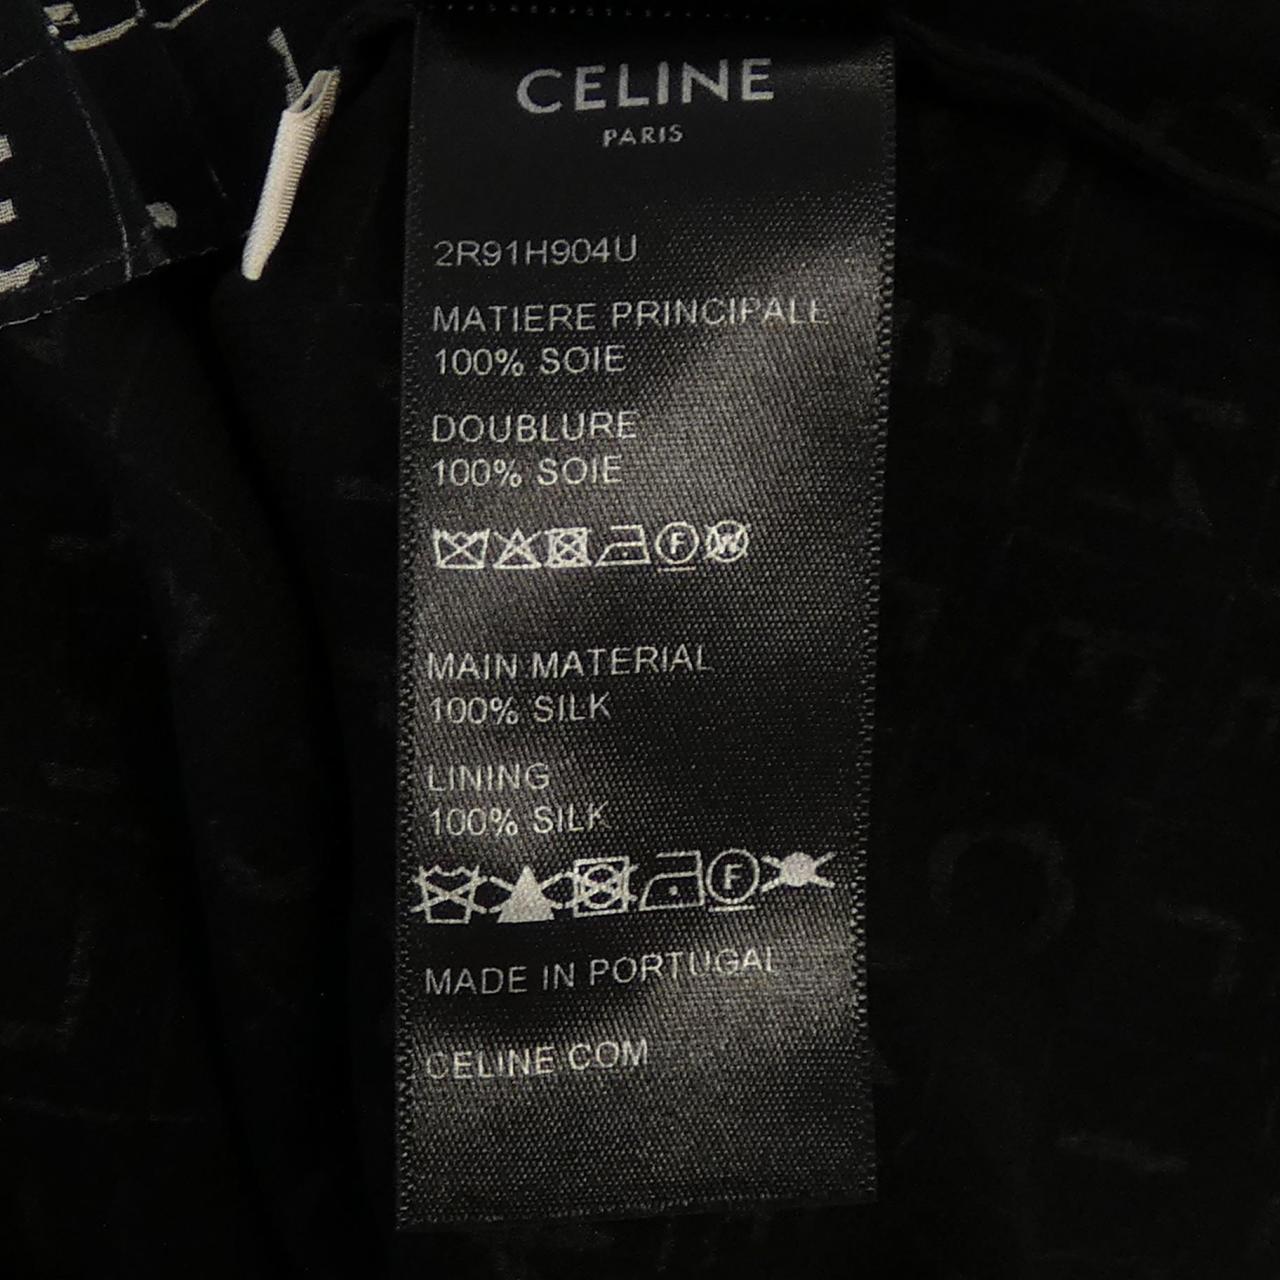 CELINE
PARIS
2R91H904U
MATIERE PRINCIPALE
100% SOIE
DOUBLURE
100% SOIE
F W
MAIN MATERIAL
100% SILK
LINING
100% SILK
F
MADE IN PORTUGAL
CELINE.COM